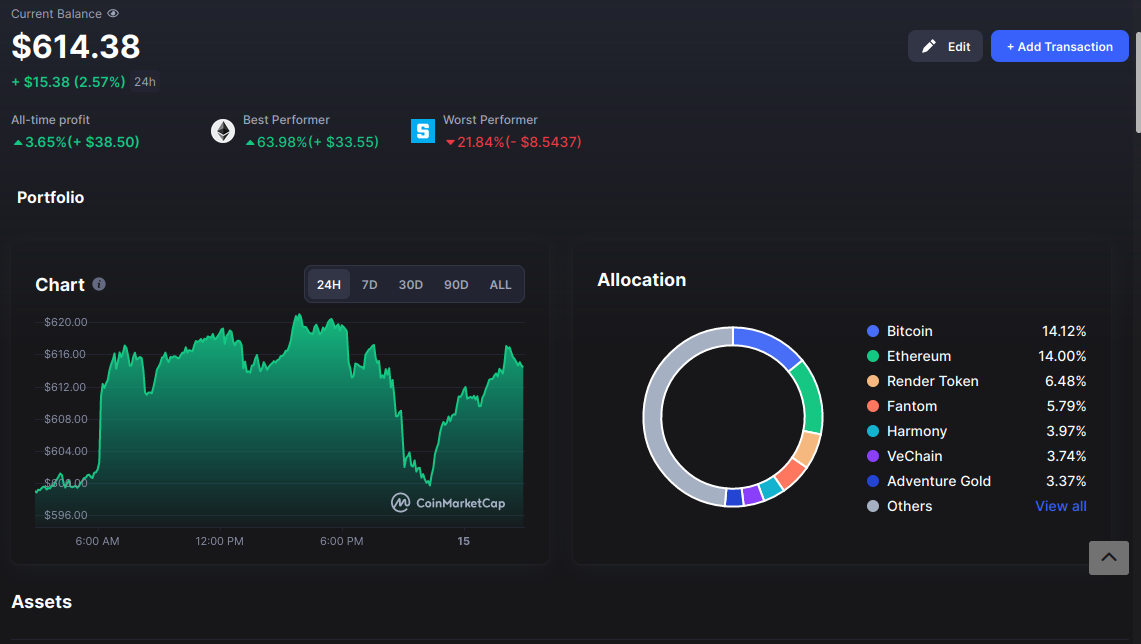 Current Balance
$614.38
+ $15.38 (2.57%) 24h
Edit
+ Add Transaction
All-time profit
3.65%(+ $38.50)
Best Performer
63.98%(+ $33.55)
S
Worst Performer
21.84%(- $8.5437)
Portfolio
Chart
24H 7D 30D 90D ALL
$620.00
$616.00
$612.00
$608.00
$604.00
$600.00
$596.00
CoinMarketCap
6:00 AM 12:00 PM 6:00 PM 15
Allocation
Bitcoin 14.12%
Ethereum 14.00%
Render Token 6.48%
Fantom 5.79%
Harmony 3.97%
VeChain 3.74%
Adventure Gold 3.37%
Others View all
Assets